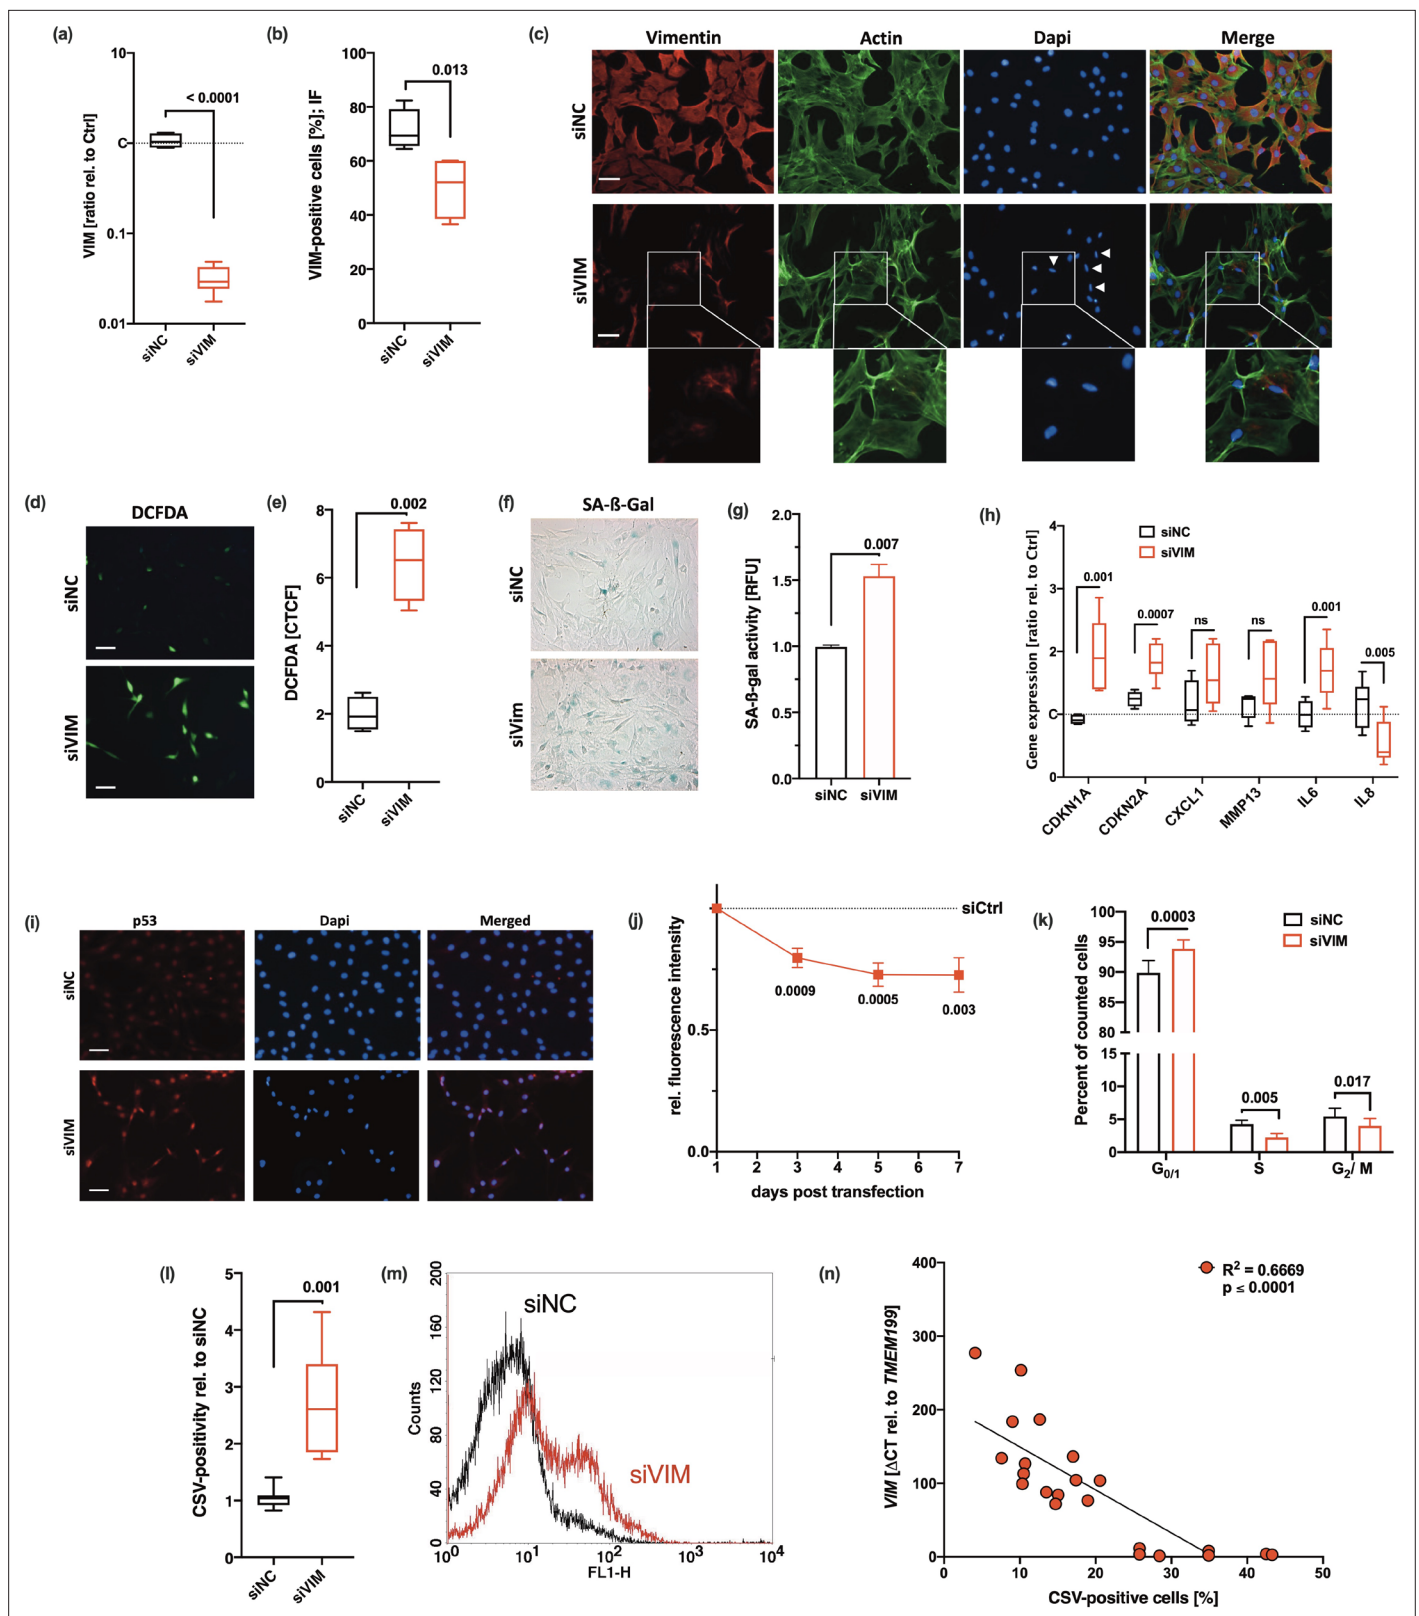 (a)
VIM [ratio rel. to Ctrl]
10
C
0.1
0.01
< 0.0001
siNC
siVIM
(b)
VIM-positive cells [%]; IF
100
80
60
40
20
0
0.013
siNC
siVIM
(c)
Vimentin
Actin
Dapi
Merge
siNC
siVIM
(d)
DCFDA
siNC
siVIM
(e)
DCFDA [CTCF]
8
6
4
2
0
0.002
siNC
siVIM
(f)
SA-ß-Gal
siNC
siVim
(g)
SA-ß-gal activity [RFU]
2.0
1.5
1.0
0.5
0.0
0.007
siNC
siVIM
(h)
Gene expression [ratio rel. to Ctrl]
4
3
2
C
0
siNC
siVIM
0.001
0.0007
ns
ns
0.001
0.005
CDKN1A
CDKN2A
CXCL1
MMP13
IL6
IL8
(i)
p53
Dapi
Merged
siNC
siVIM
(j)
rel. fluorescence intensity
0.5
0.0
siCtrl
0.0009
0.0005
0.003
1 2 3 4 5 6 7
days post transfection
(k)
Percent of counted cells
100
95
90
85
80
15
10
5
0
0.0003
0.005
0.017
siNC
siVIM
G0/1
S
G2/ M
(l)
CSV-positivity rel. to siNC
5
4
3
2
1
0
0.001
siNC
siVIM
(m)
Counts
200
160
120
80
40
0
siNC
siVIM
10^0 10^1 10^2 10^3 10^4
FL1-H
(n)
VIM [ΔCT rel. to TMEM199]
400
300
200
100
0
R² = 0.6669
p ≤ 0.0001
0 10 20 30 40 50
CSV-positive cells [%]